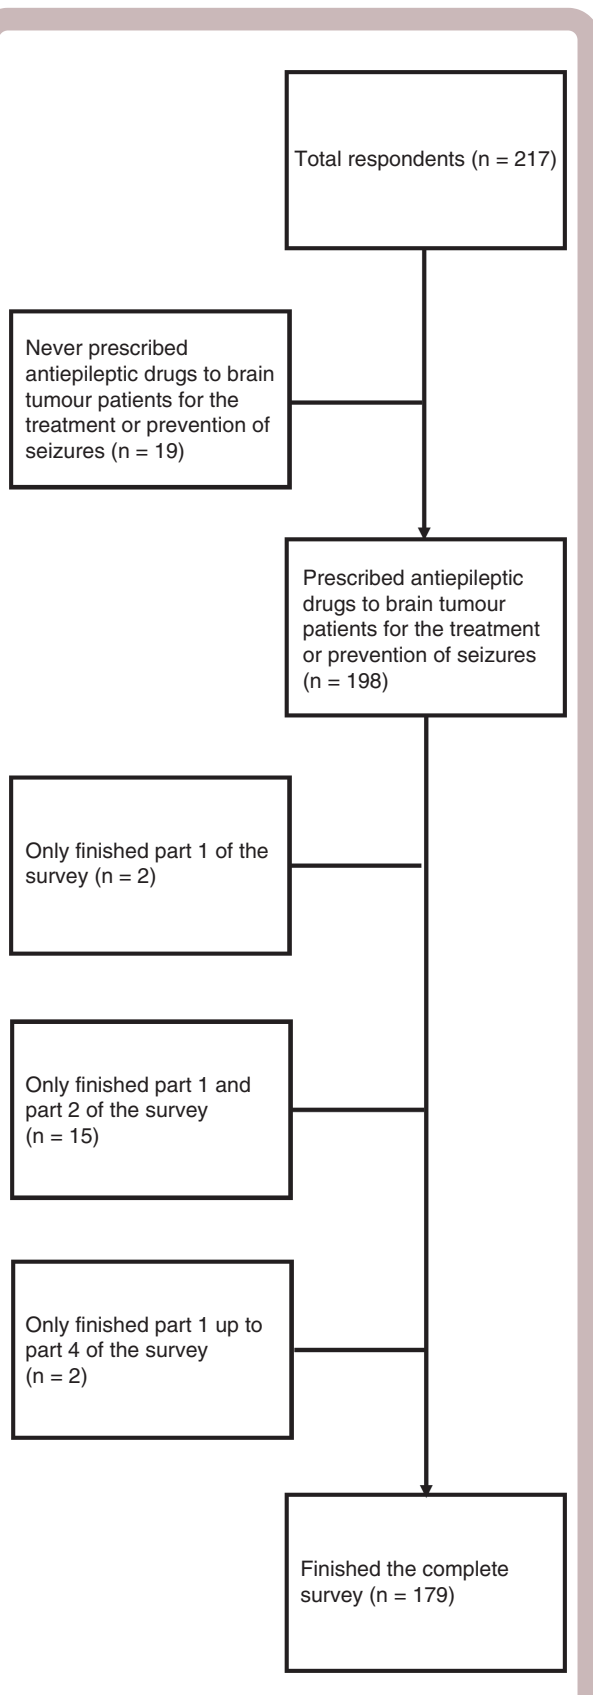 Total respondents (n = 217)
Never prescribed
antiepileptic drugs to brain
tumour patients for the
treatment or prevention of
seizures (n = 19)
Prescribed antiepileptic
drugs to brain tumour
patients for the treatment
or prevention of seizures
(n = 198)
Only finished part 1 of the
survey (n = 2)
Only finished part 1 and
part 2 of the survey
(n = 15)
Only finished part 1 up to
part 4 of the survey
(n = 2)
Finished the complete
survey (n = 179)